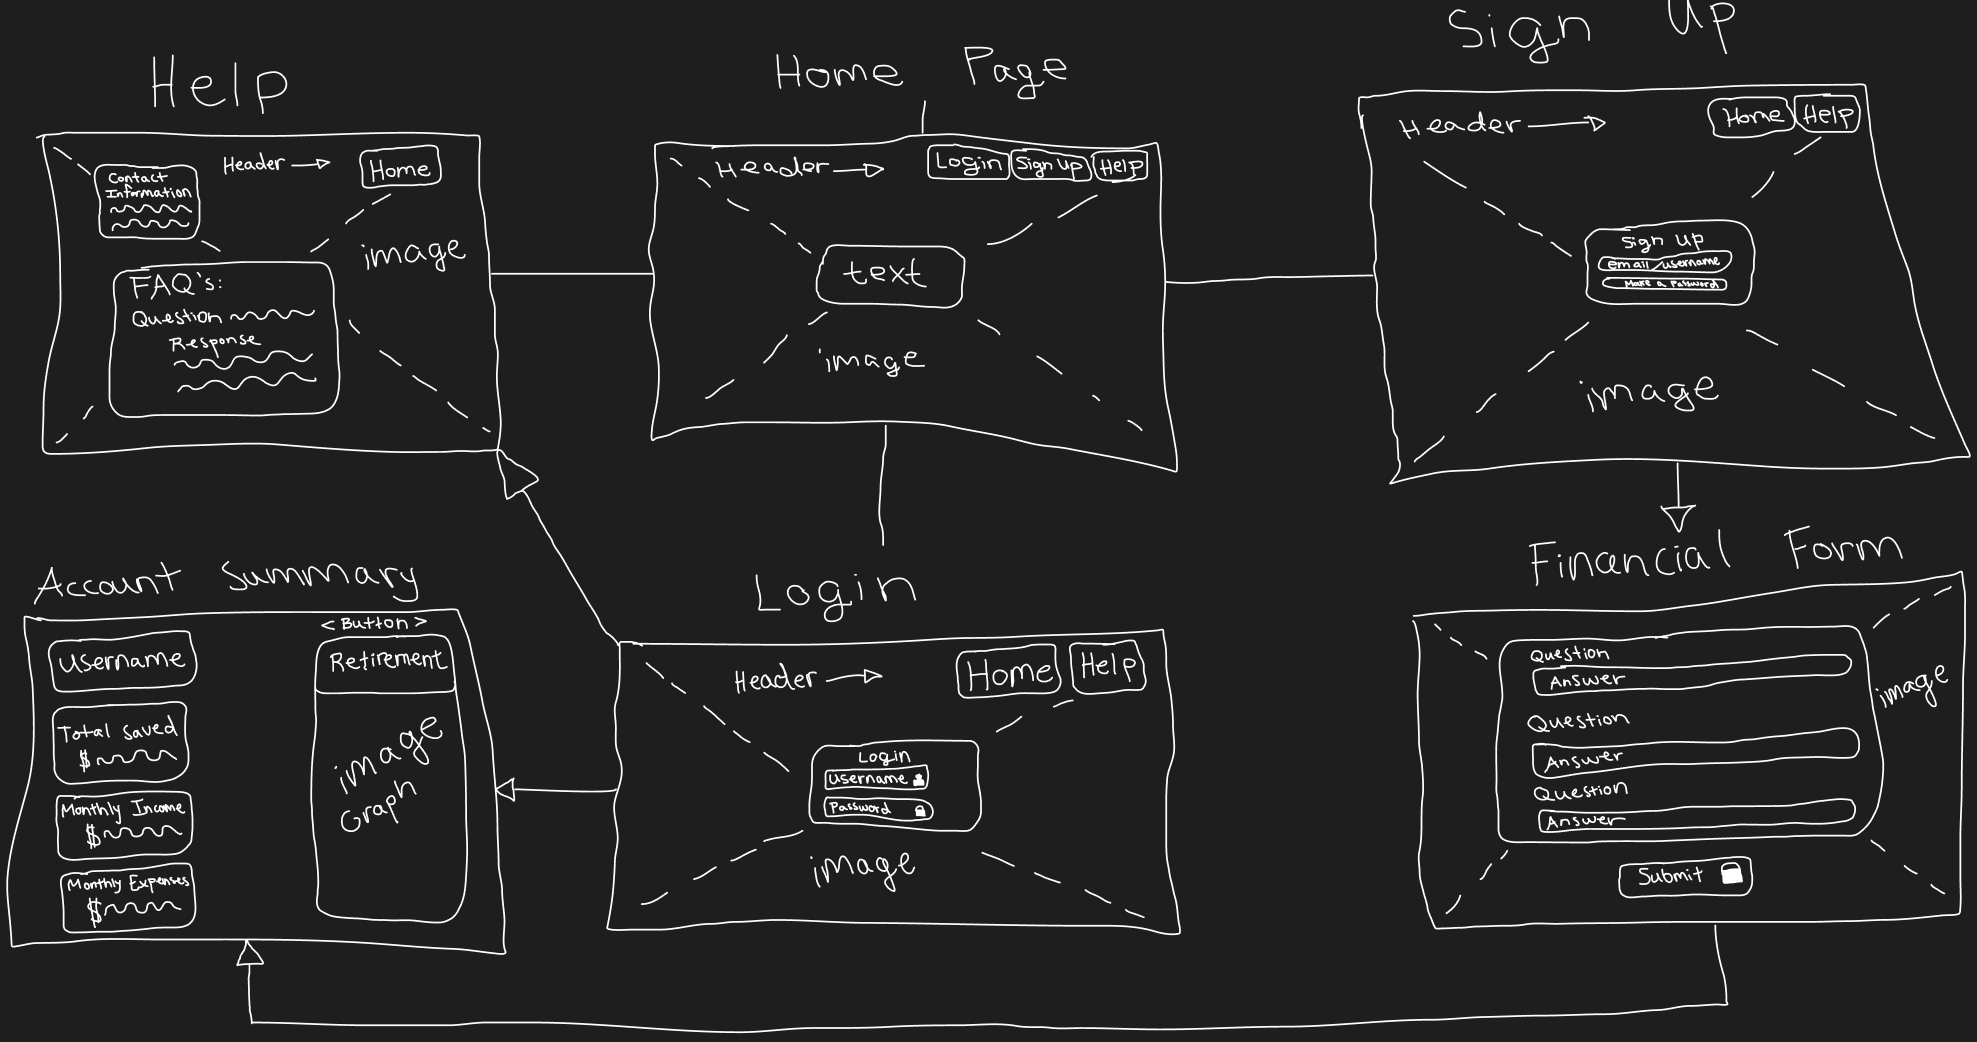 Help
Header
Home
Contact
Information
image
FAQ's:
Question
Response
Home Page
Header
Login
Sign Up
Help
text
image
Sign Up
Header
Home
Help
Sign up
email/username
Make a Password
image
Account Summary
username
Total saved
$
Monthly Income
$
Monthly Expenses
$
< Button >
Retirement
image
Graph
Login
Header
Home
Help
Login
username
Password
image
Financial Form
Question
Answer
Question
Answer
Question
Answer
image
Submit